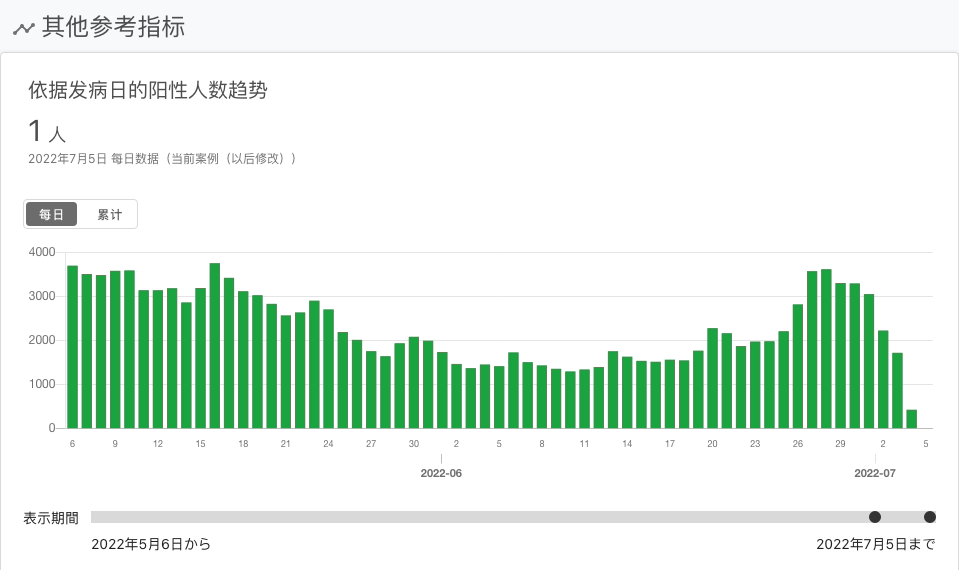 其他参考指标
依据发病日的阳性人数趋势
1 人
2022年7月5日 每日数据（当前案例（以后修改））
每日 累计
4000
3000
2000
1000
0
6 9 12 15 18 21 24 27 30 2 5 8 11 14 17 20 23 26 29 2 5
2022-06 2022-07
表示期間
2022年5月6日から 2022年7月5日まで